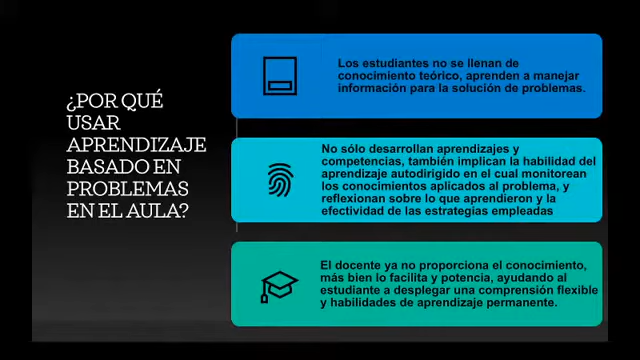 ¿POR QUÉ
USAR
APRENDIZAJE
BASADO EN
PROBLEMAS
EN EL AULA?
Los estudiantes no se llenan de
conocimiento teórico, aprenden a manejar
información para la solución de problemas.
No sólo desarrollan aprendizajes y
competencias, también implican la habilidad del
aprendizaje autodirigido en el cual monitorean
los conocimientos aplicados al problema, y
reflexionan sobre lo que aprendieron y la
efectividad de las estrategias empleadas
El docente ya no proporciona el conocimiento,
más bien lo facilita y potencia, ayudando al
estudiante a desplegar una comprensión flexible
y habilidades de aprendizaje permanente.